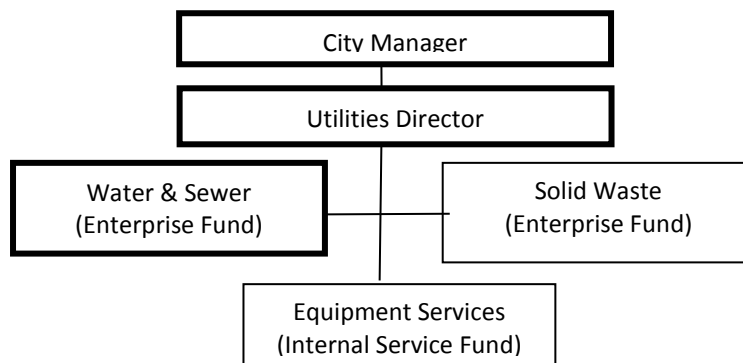 City Manager
Utilities Director
Water & Sewer
(Enterprise Fund)
Solid Waste
(Enterprise Fund)
Equipment Services
(Internal Service Fund)